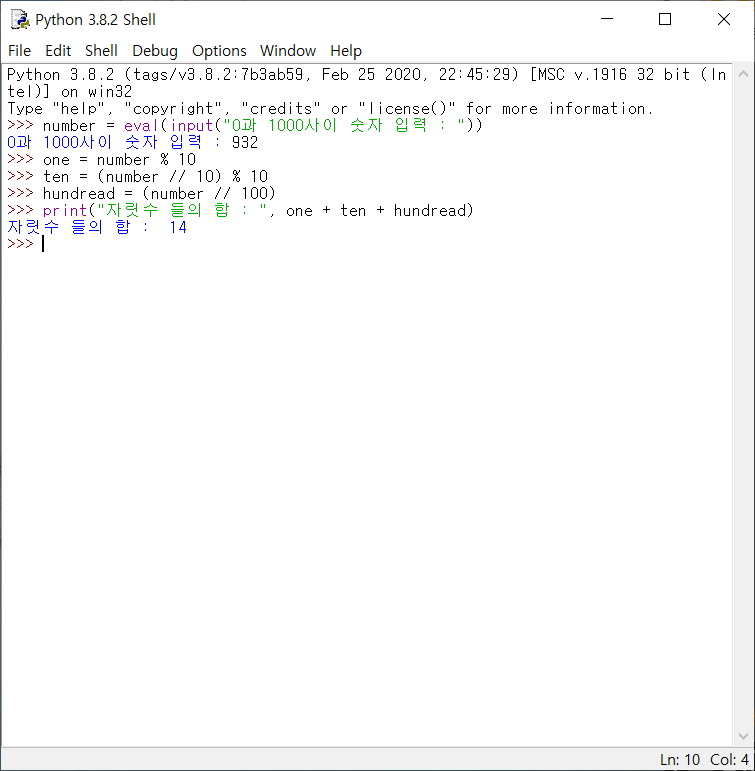 Python 3.8.2 Shell
File Edit Shell Debug Options Window Help
Python 3.8.2 (tags/v3.8.2:7b3ab59, Feb 25 2020, 22:45:29) [MSC v.1916 32 bit (In
tel)] on win32
Type "help", "copyright", "credits" or "license()" for more information.
>>> number = eval(input("0과 1000사이 숫자 입력 : "))
0과 1000사이 숫자 입력 : 932
>>> one = number % 10
>>> ten = (number // 10) % 10
>>> hundread = (number // 100)
>>> print("자릿수 들의 합 : ", one + ten + hundread)
자릿수 들의 합 :  14
>>>
Ln: 10 Col: 4